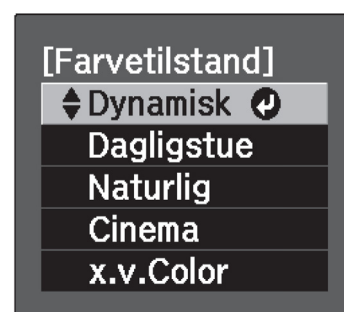 [Farvetilstand]
Dynamisk
Dagligstue
Naturlig
Cinema
x.v.Color